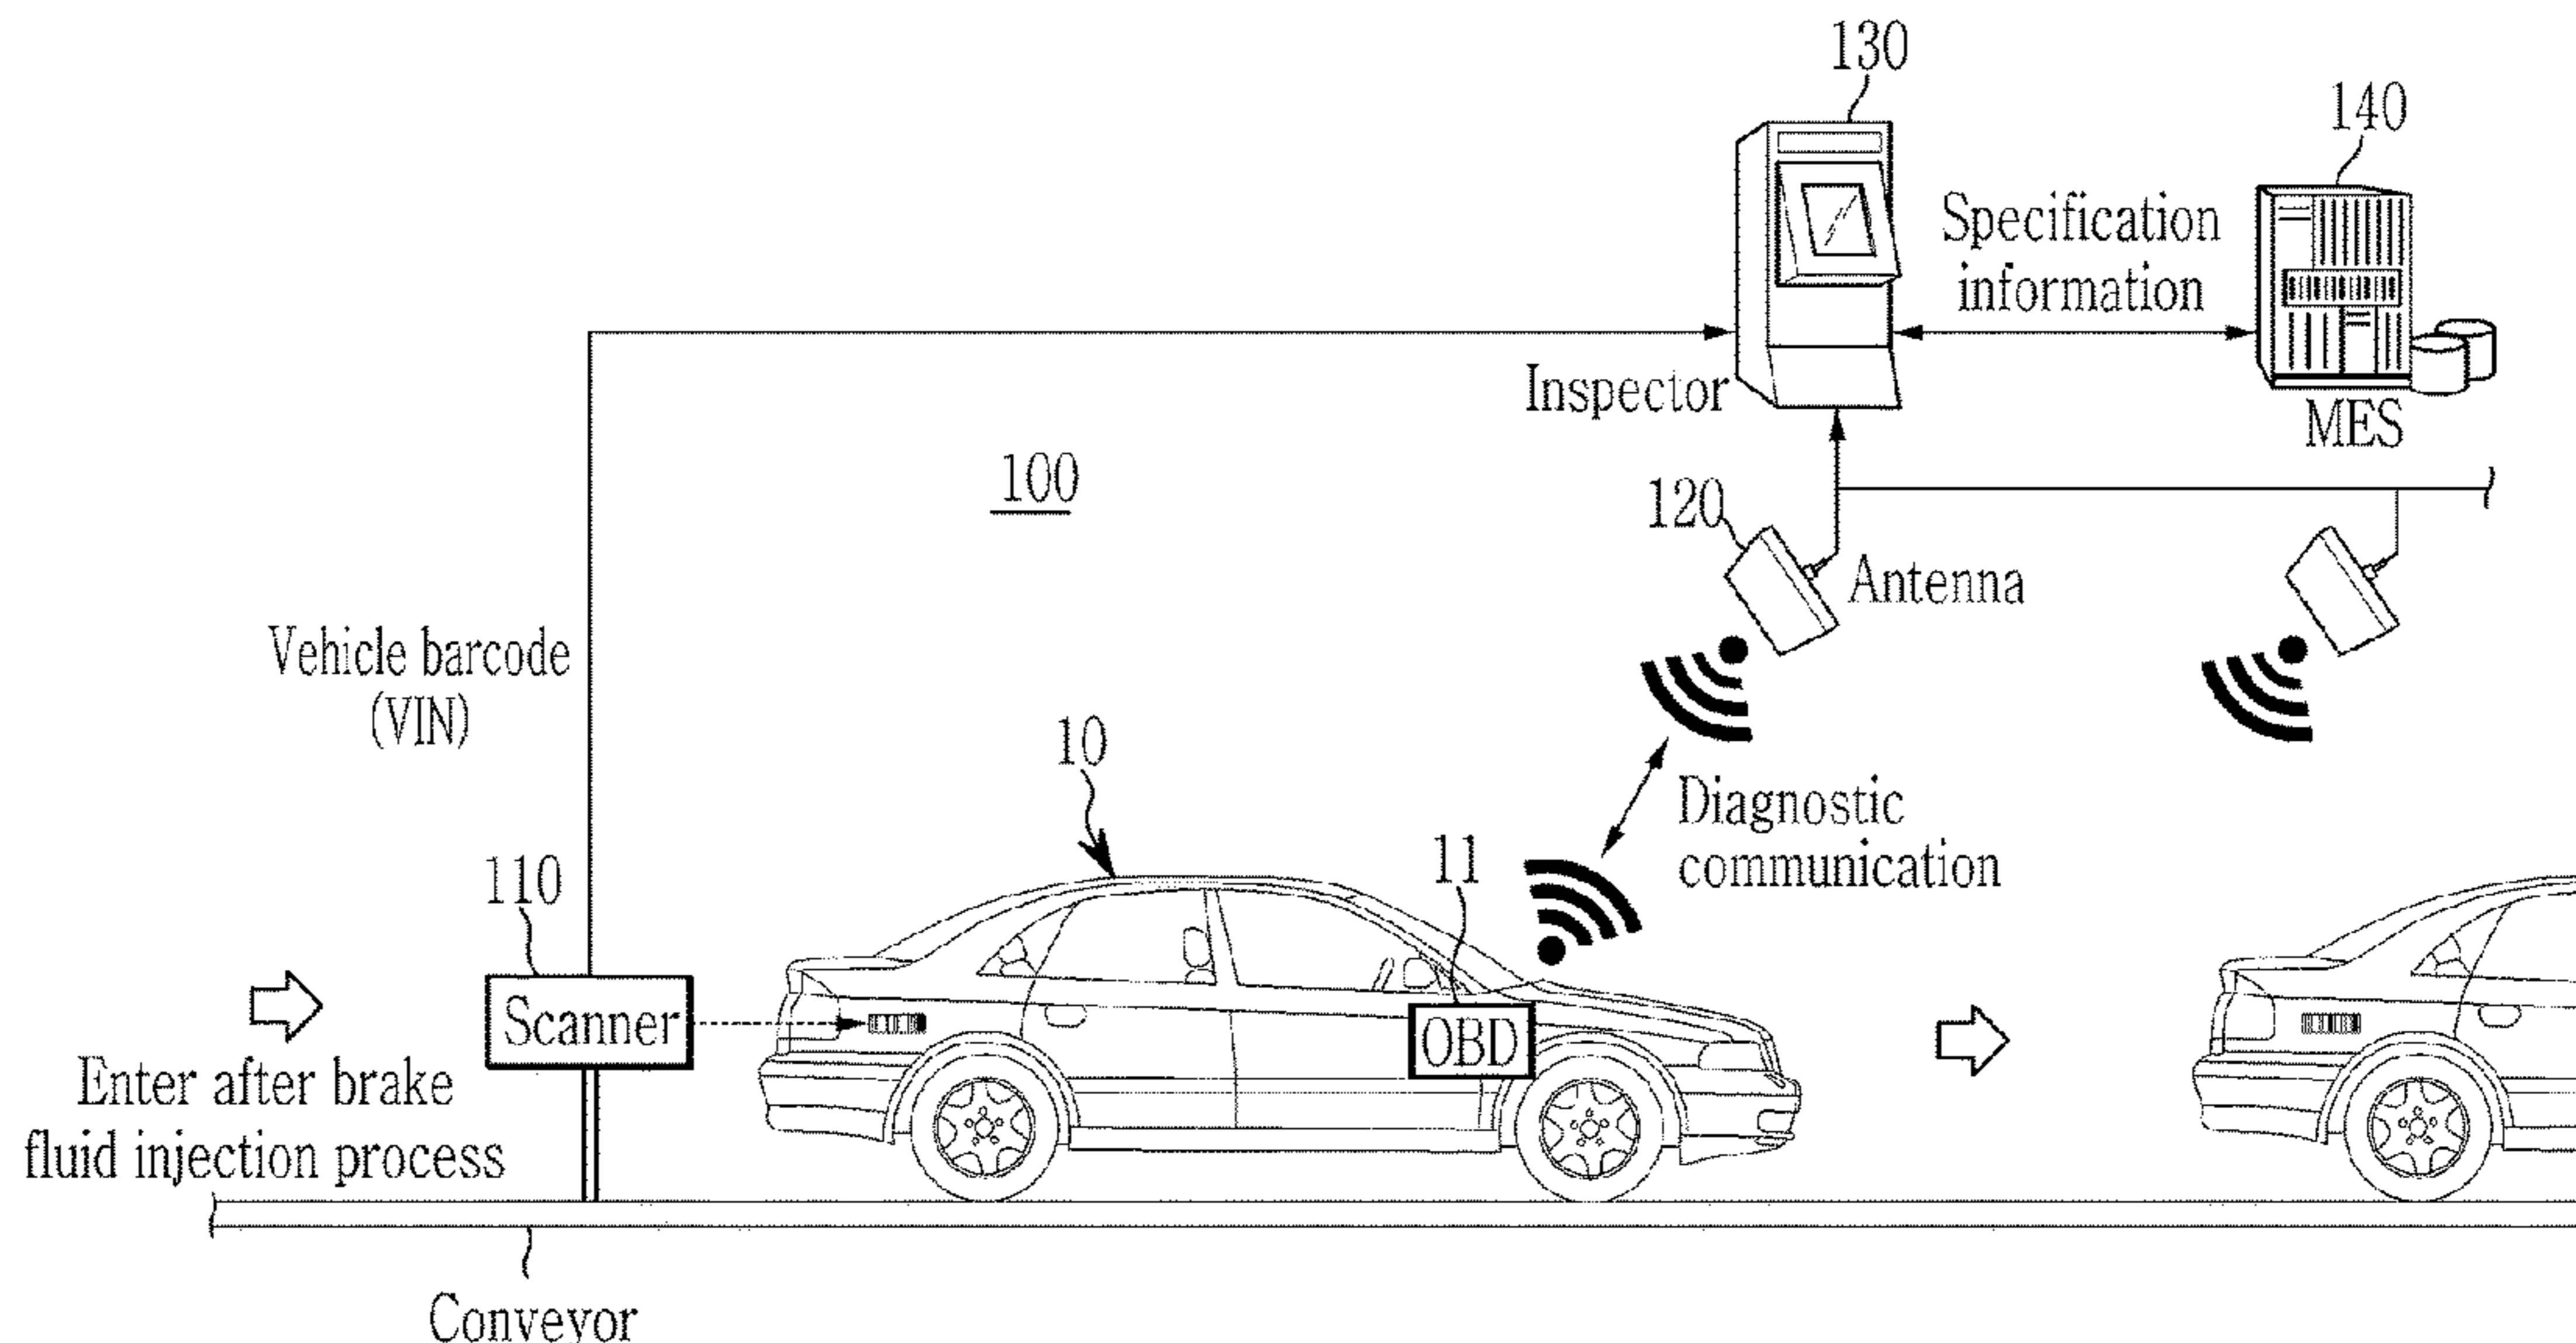 130
140
Specification
information
Inspector
MES
100
120
Antenna
Vehicle barcode
(VIN)
10
Diagnostic
communication
11
110
Scanner
OBD
Enter after brake
fluid injection process
Conveyor